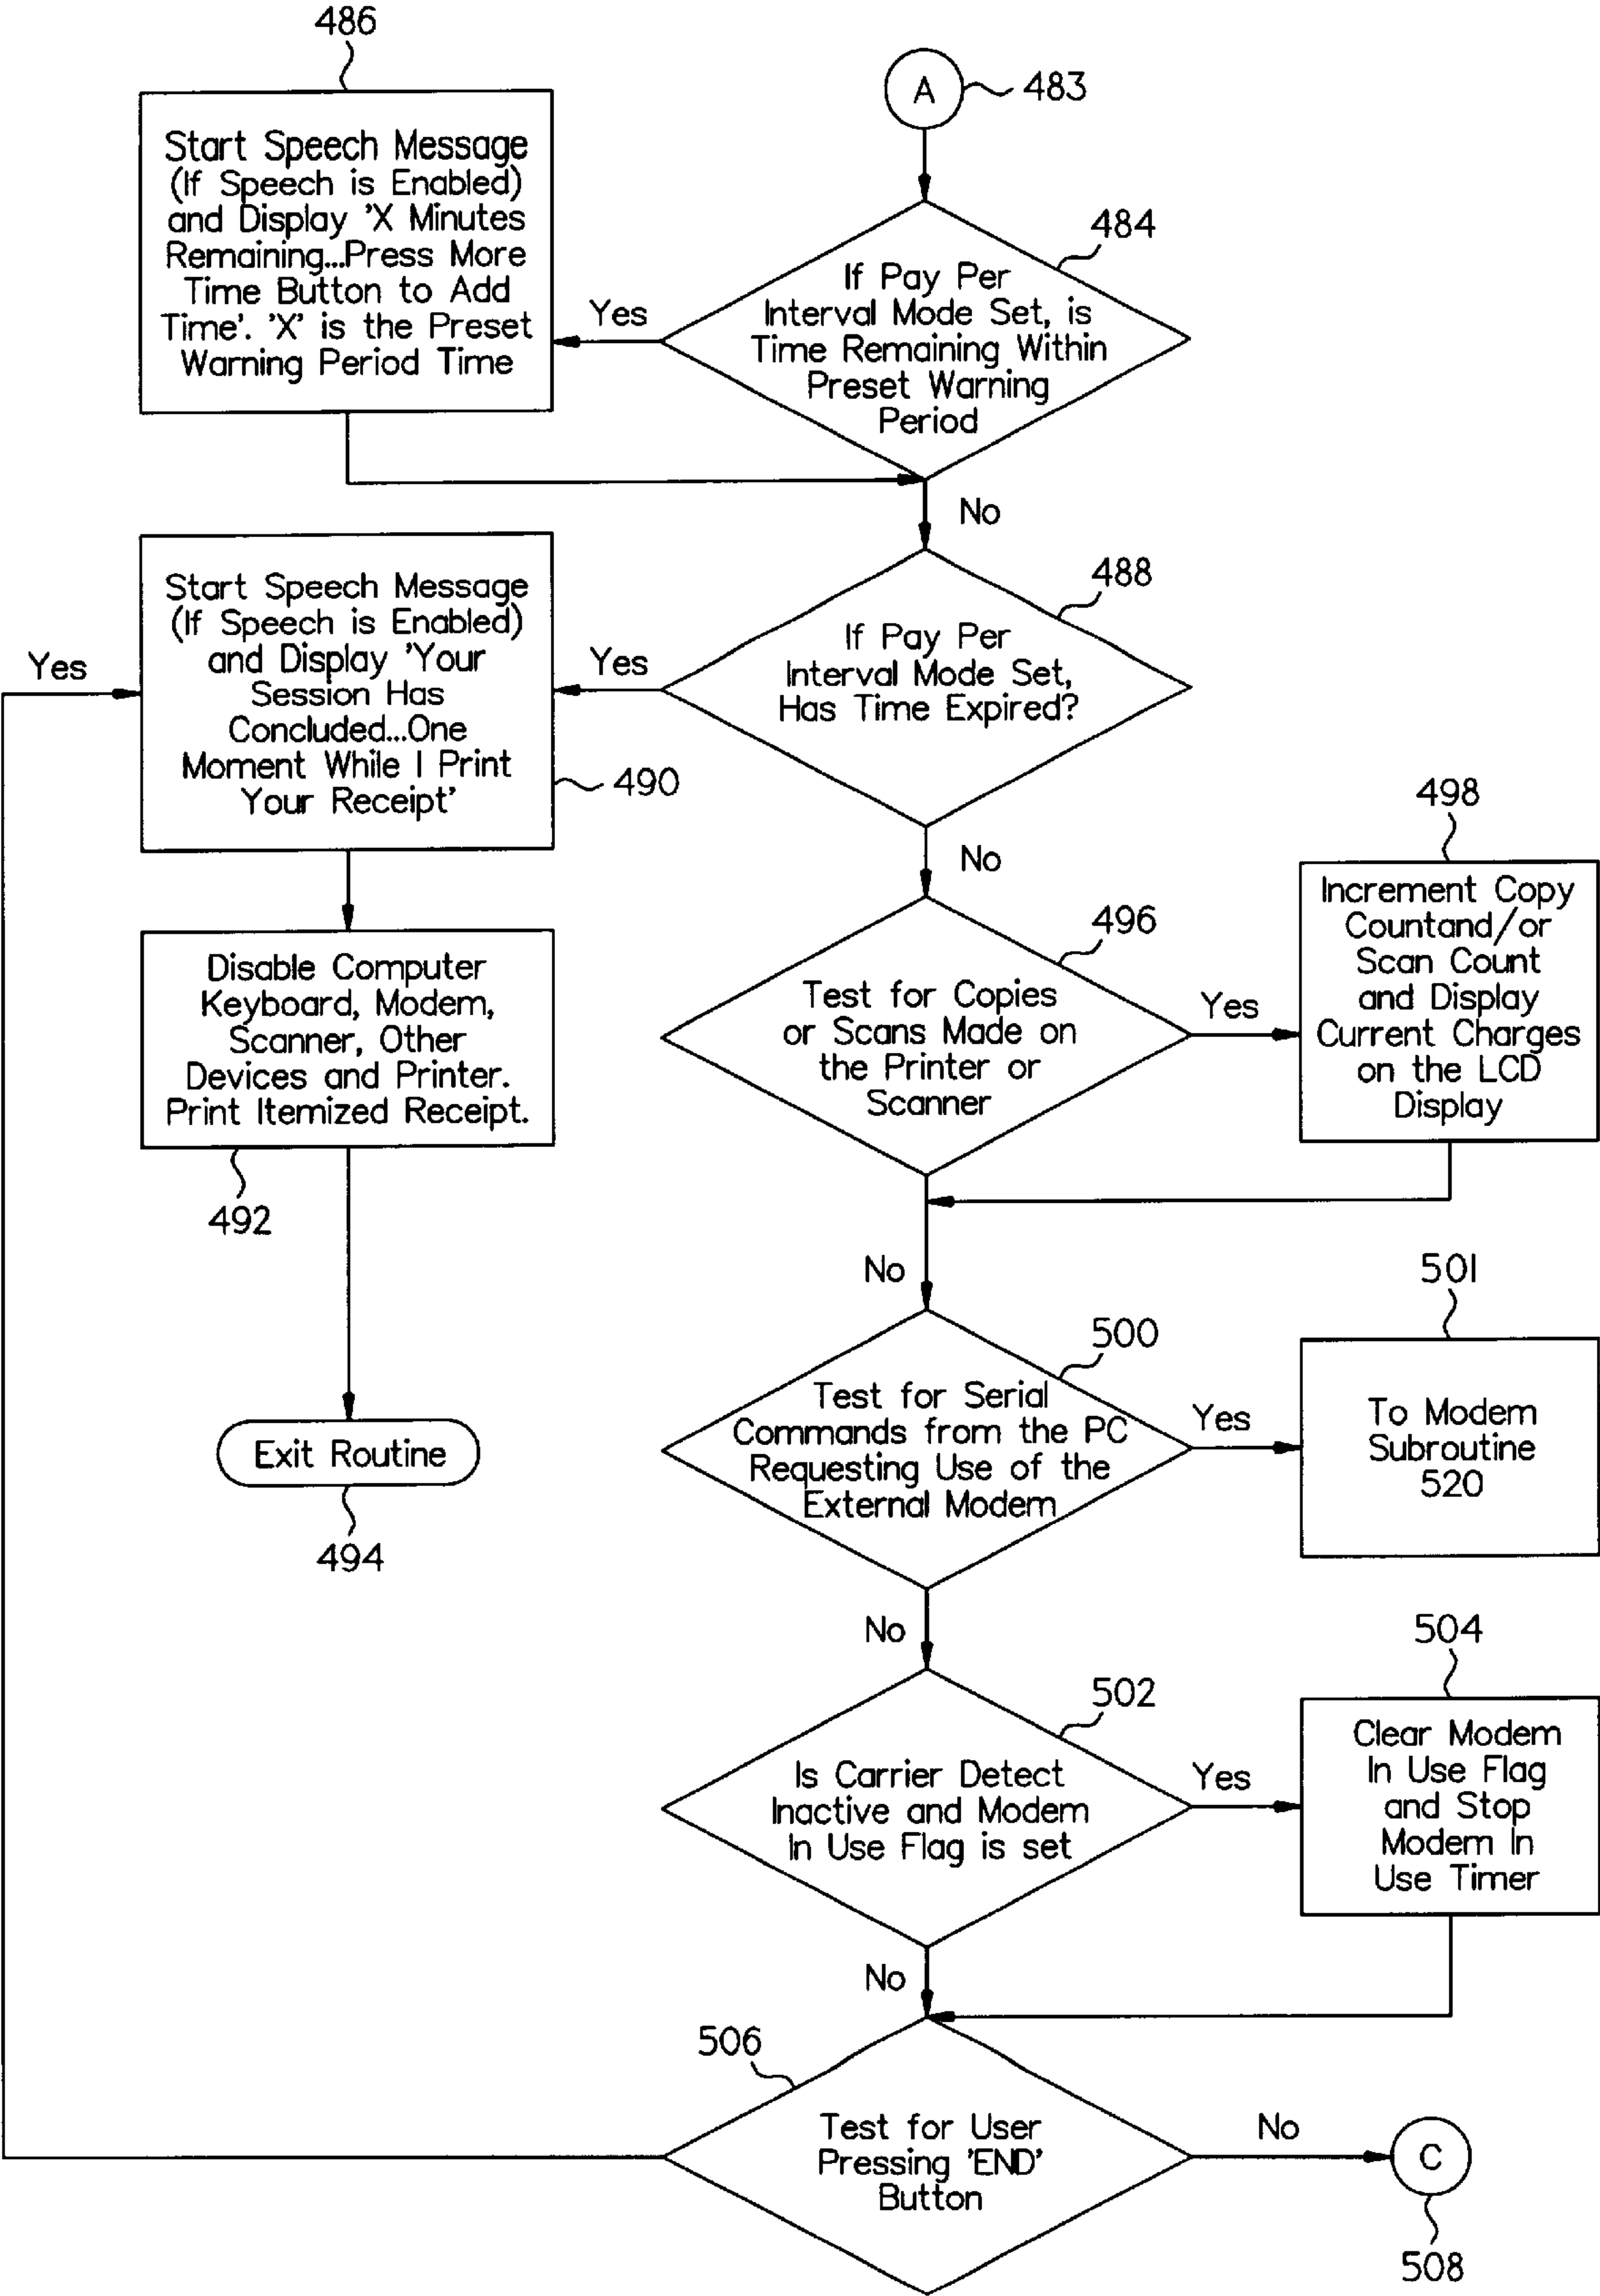 486
A
483
Start Speech Message
(If Speech is Enabled)
and Display 'X Minutes
Remaining...Press More
Time Button to Add
Time'. 'X' is the Preset
Warning Period Time
484
If Pay Per
Interval Mode Set, is
Time Remaining Within
Preset Warning
Period
Yes
No
488
If Pay Per
Interval Mode Set,
Has Time Expired?
Yes
Start Speech Message
(If Speech is Enabled)
and Display 'Your
Session Has
Concluded...One
Moment While I Print
Your Receipt'
490
Yes
No
498
Increment Copy
Countand/or
Scan Count
and Display
Current Charges
on the LCD
Display
496
Test for Copies
or Scans Made on
the Printer or
Scanner
Yes
Disable Computer
Keyboard, Modem,
Scanner, Other
Devices and Printer.
Print Itemized Receipt.
492
No
501
500
Test for Serial
Commands from the PC
Requesting Use of the
External Modem
Yes
To Modem
Subroutine
520
Exit Routine
494
No
504
502
Is Carrier Detect
Inactive and Modem
In Use Flag is set
Yes
Clear Modem
In Use Flag
and Stop
Modem In
Use Timer
No
506
Test for User
Pressing 'END'
Button
No
C
508